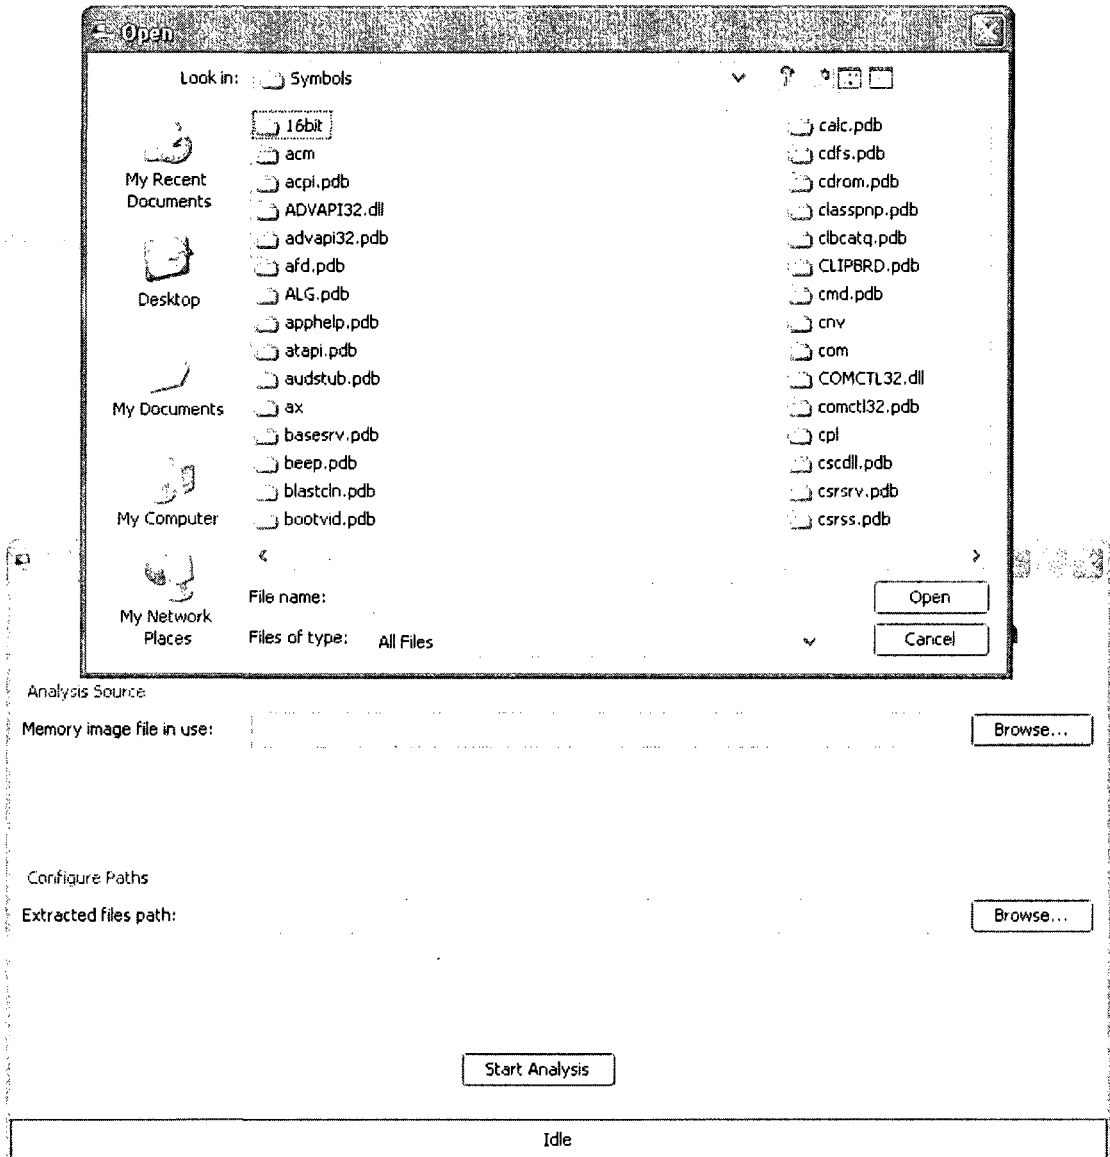 Open
Look in: Symbols
My Recent
Documents
Desktop
My Documents
My Computer
My Network
Places
16bit
acm
acpi.pdb
ADVAPI32.dll
advapi32.pdb
afd.pdb
ALG.pdb
apphelp.pdb
atapi.pdb
audstub.pdb
ax
basesrv.pdb
beep.pdb
blastcln.pdb
bootvid.pdb
calc.pdb
cdfs.pdb
cdrom.pdb
classpnp.pdb
clbcatq.pdb
CLIPBRD.pdb
cmd.pdb
cnv
com
COMCTL32.dll
comctl32.pdb
cpl
cscdll.pdb
csrsrv.pdb
csrss.pdb
File name:
Open
Files of type: All Files
Cancel
Analysis Source
Memory image file in use:
Browse...
Configure Paths
Extracted files path:
Browse...
Start Analysis
Idle